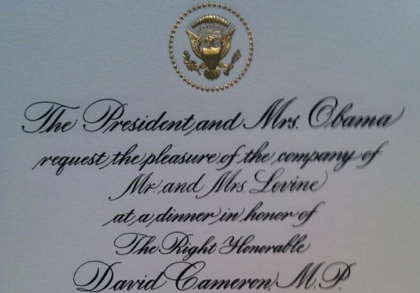 The President and Mrs. Obama
request the pleasure of the company of
Mr. and Mrs. Levine
at a dinner in honor of
The Right Honorable
David Cameron, M.P.